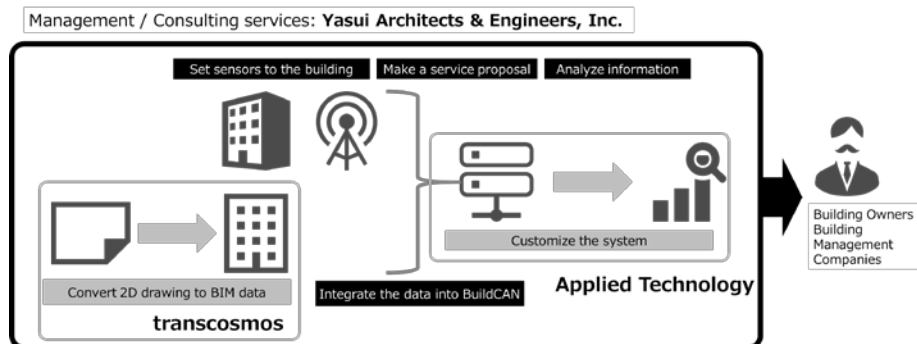 Management / Consulting services: Yasui Architects & Engineers, Inc.
Set sensors to the building
Make a service proposal
Analyze information
Customize the system
Building Owners
Building
Management
Companies
Convert 2D drawing to BIM data
Integrate the data into BuildCAN
Applied Technology
transcosmos